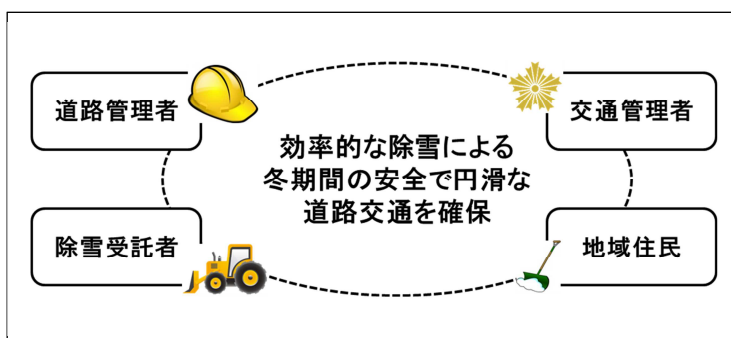 道路管理者
交通管理者
効率的な除雪による
冬期間の安全で円滑な
道路交通を確保
除雪受託者
地域住民